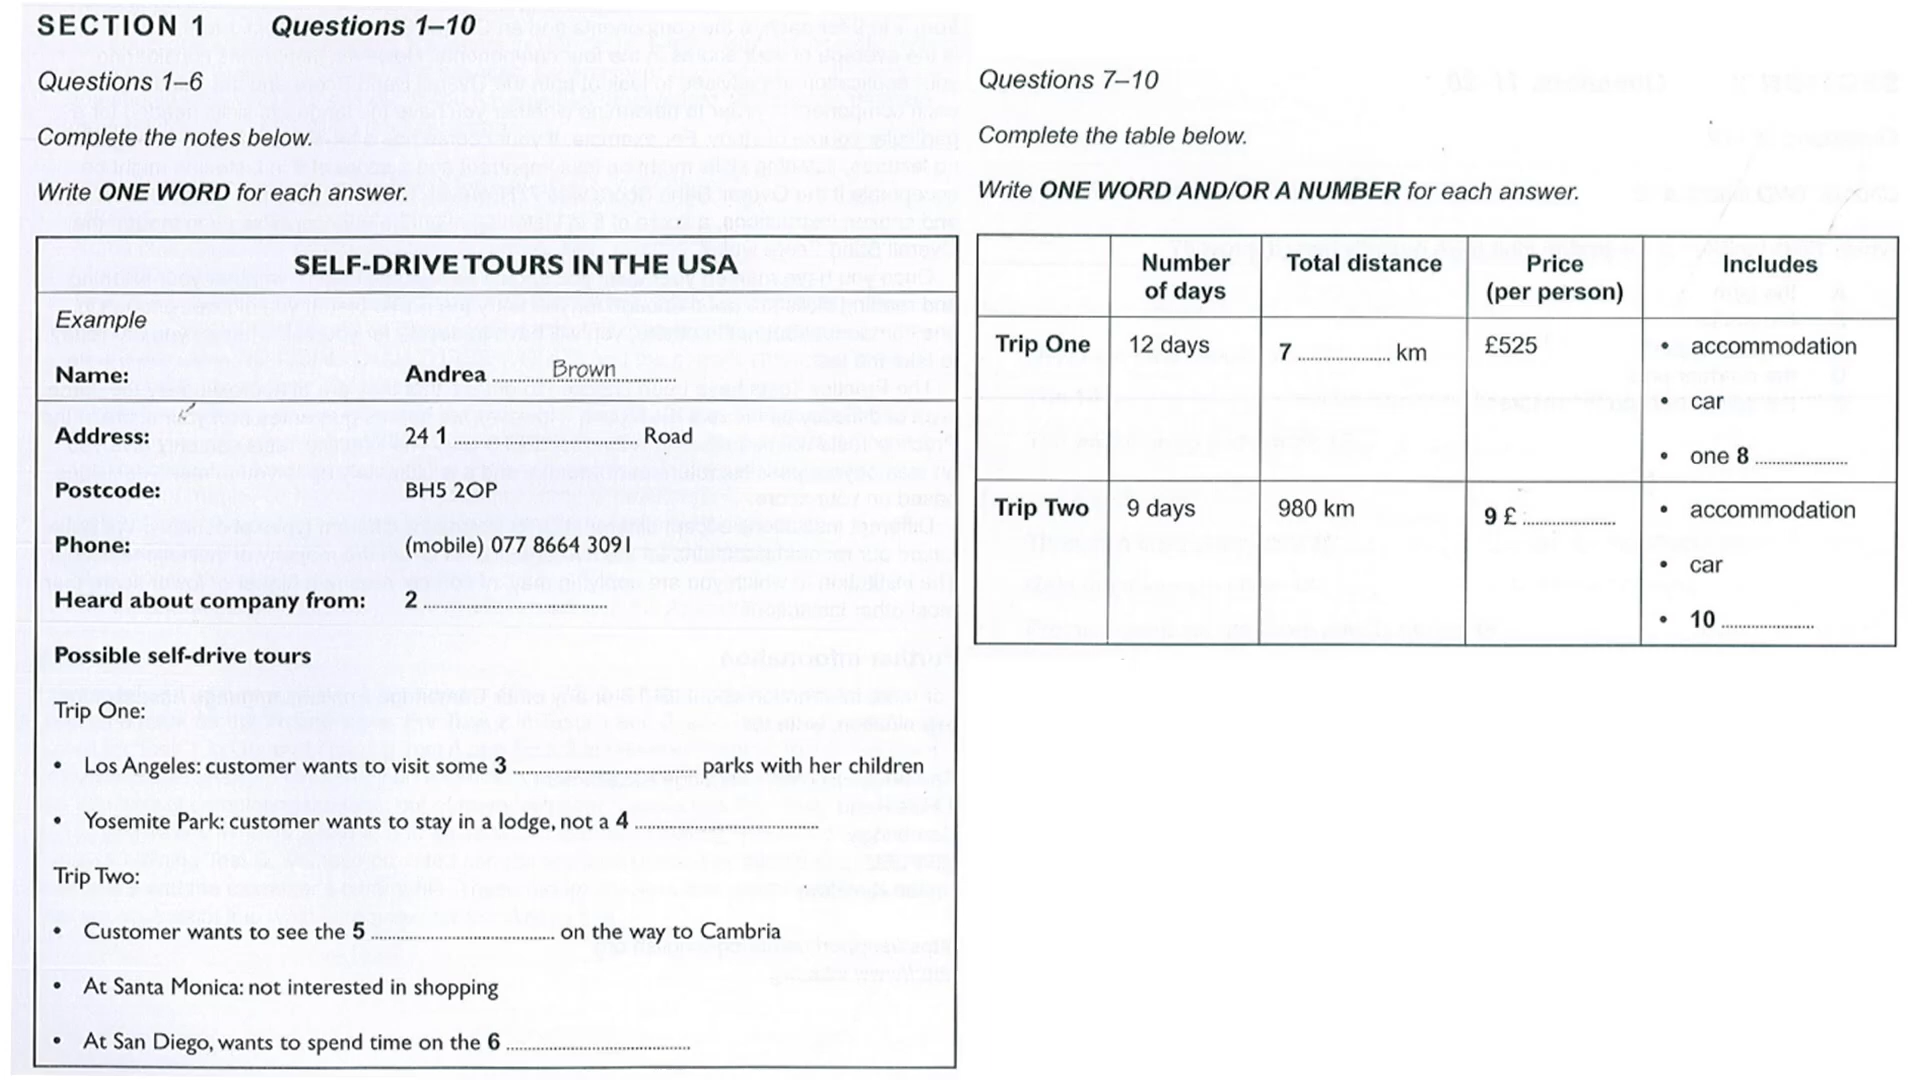 SECTION 1 Questions 1–10
Questions 1–6
Complete the notes below.
Write ONE WORD for each answer.
SELF-DRIVE TOURS IN THE USA
Example
Name: Andrea ........ Brown ........
Address: 24 1 ........................ Road
Postcode: BH5 2OP
Phone: (mobile) 077 8664 3091
Heard about company from: 2 ........................
Possible self-drive tours
Trip One:
• Los Angeles: customer wants to visit some 3 ........................ parks with her children
• Yosemite Park: customer wants to stay in a lodge, not a 4 ........................
Trip Two:
• Customer wants to see the 5 ........................ on the way to Cambria
• At Santa Monica: not interested in shopping
• At San Diego, wants to spend time on the 6 ........................
Questions 7–10
Complete the table below.
Write ONE WORD AND/OR A NUMBER for each answer.
Number of days
Total distance
Price (per person)
Includes
Trip One
12 days
7 ............ km
£525
• accommodation
• car
• one 8 ............
Trip Two
9 days
980 km
9 £ ............
• accommodation
• car
• 10 ............